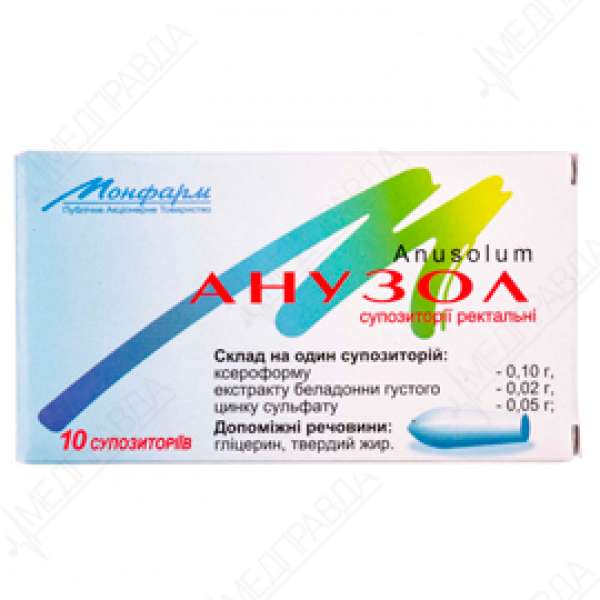 Монфарм
Публічне Акціонерне Товариство
Anusolum
АНУЗОЛ
супозиторії ректальні
Склад на один супозиторій:
ксероформу - 0,10 г,
екстракту беладонни густого - 0,02 г,
цинку сульфату - 0,05 г;
Допоміжні речовини:
гліцерин, твердий жир.
10 супозиторіїв
МЕДПРАВДА